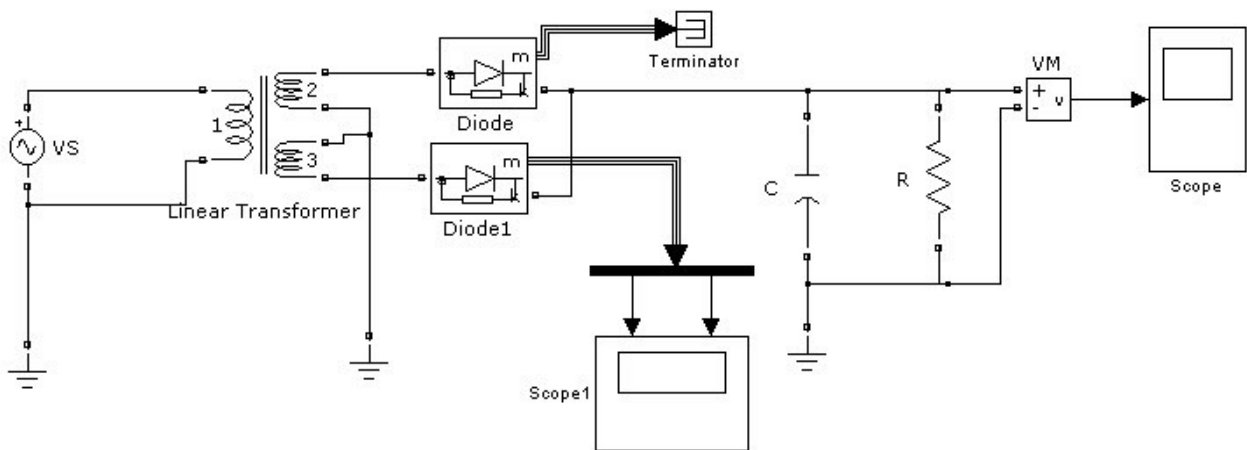 m
Terminator
VM
+
-
v
Diode
2
1
+
VS
3
m
Linear Transformer
Diode1
C
R
Scope
Scope1